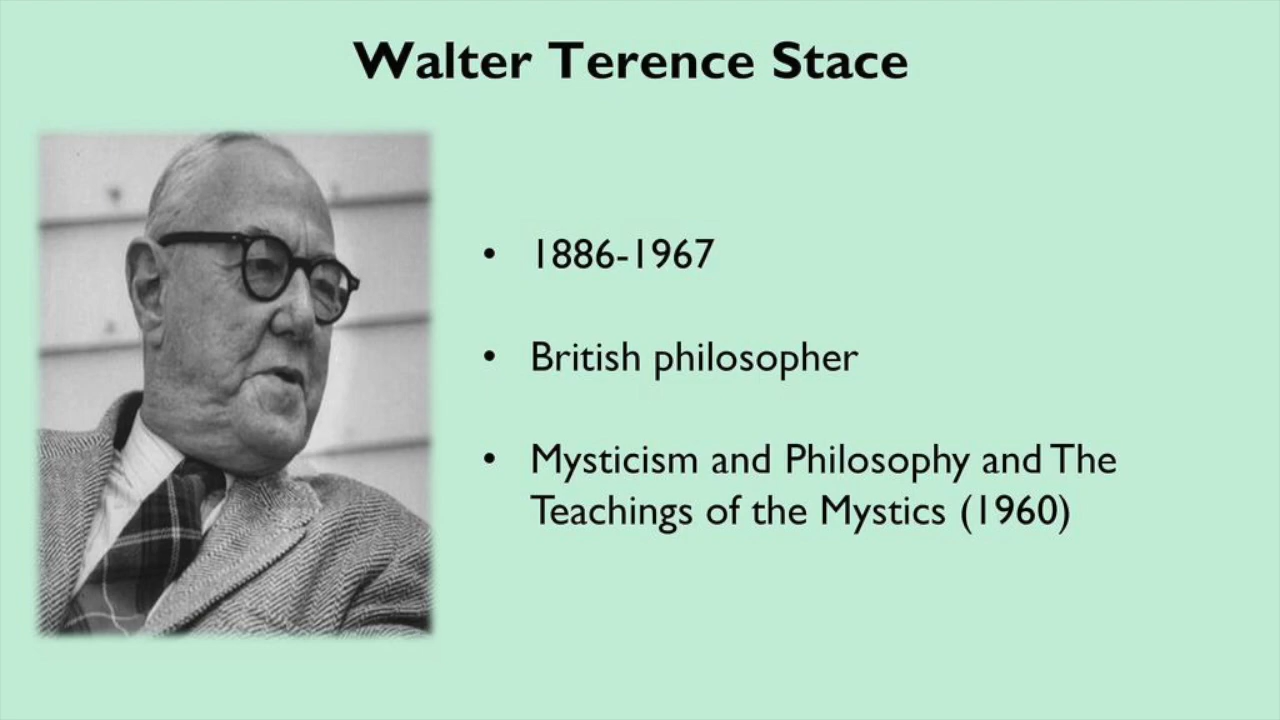 Walter Terence Stace
• 1886-1967
• British philosopher
• Mysticism and Philosophy and The
Teachings of the Mystics (1960)